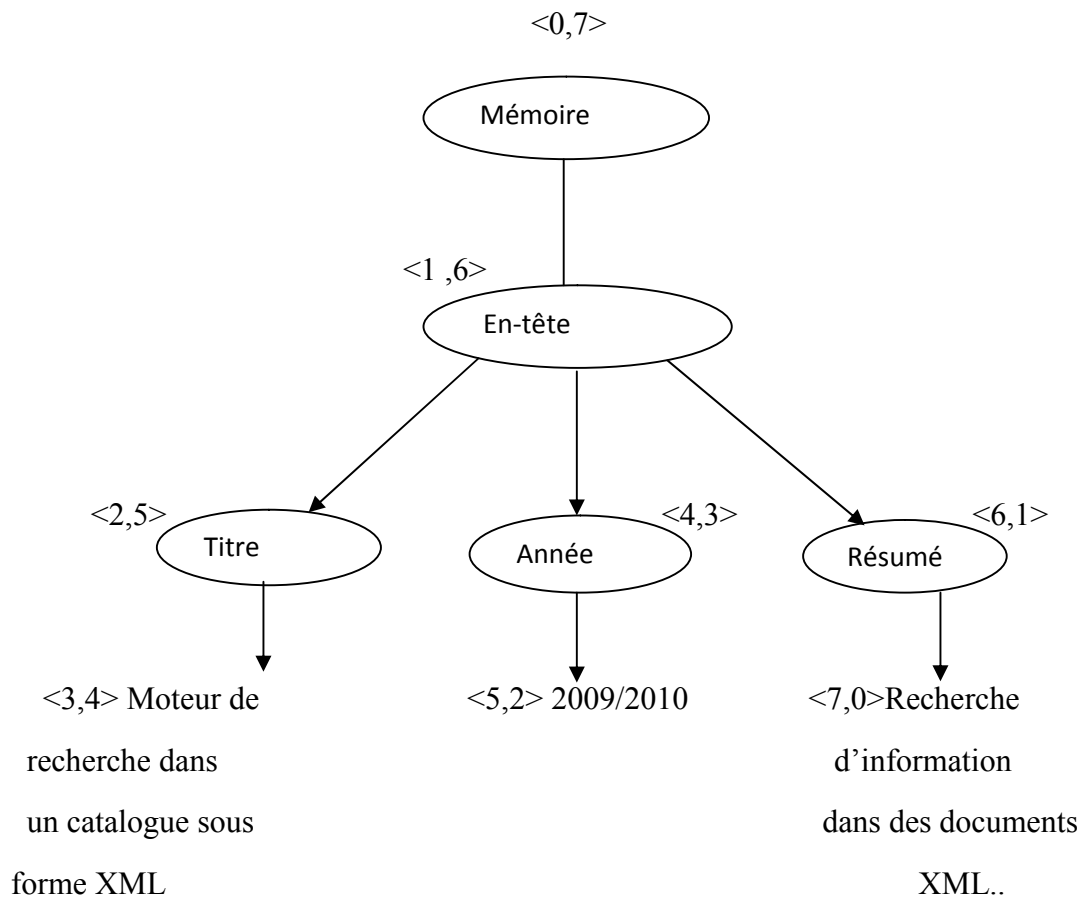 <0,7>
Mémoire
<1 ,6>
En-tête
<2,5>
Titre
<4,3>
Année
<6,1>
Résumé
<3,4> Moteur de
recherche dans
un catalogue sous
forme XML
<5,2> 2009/2010
<7,0>Recherche
d’information
dans des documents
XML..